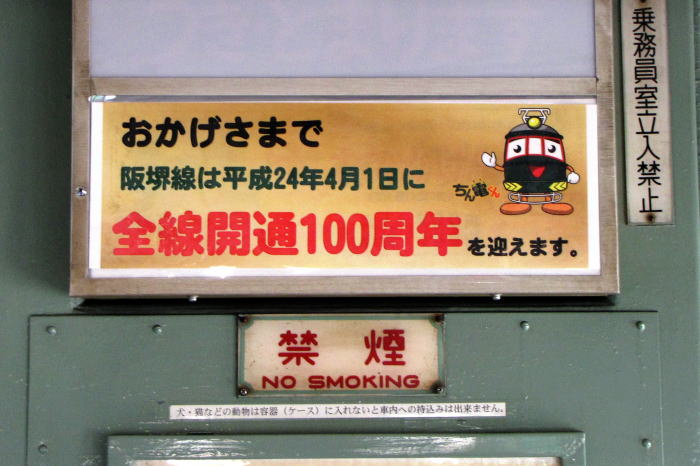 おかげさまで
阪堺線は平成24年4月1日に
全線開通100周年を迎えます。
ちん電くん
乗務員室立入禁止
禁煙
NO SMOKING
犬・猫などの動物は容器（ケース）に入れないと車内への持込みは出来ません。